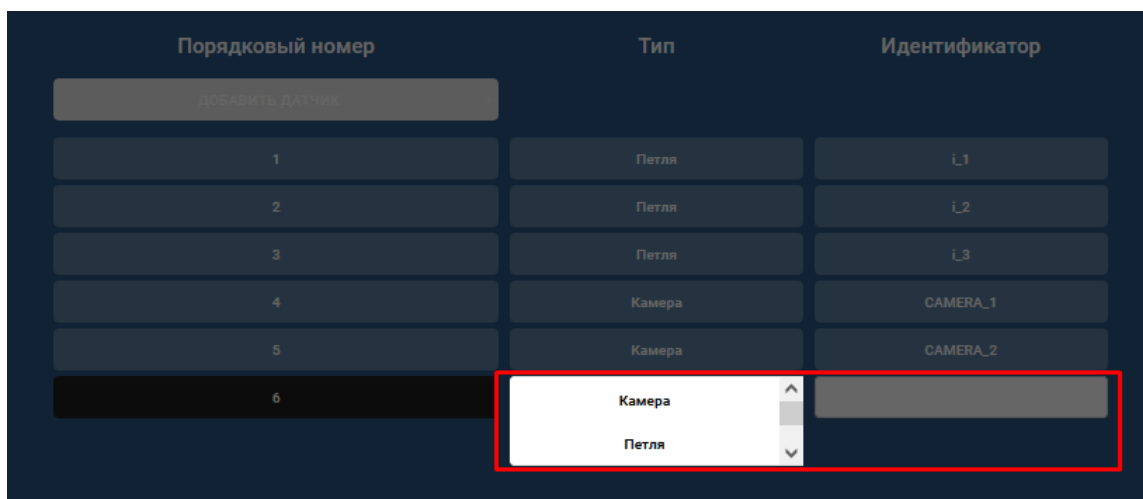 Порядковый номер Тип Идентификатор
ДОБАВИТЬ ДАТЧИК
1 Петля i_1
2 Петля i_2
3 Петля i_3
4 Камера CAMERA_1
5 Камера CAMERA_2
6 Камера
Петля